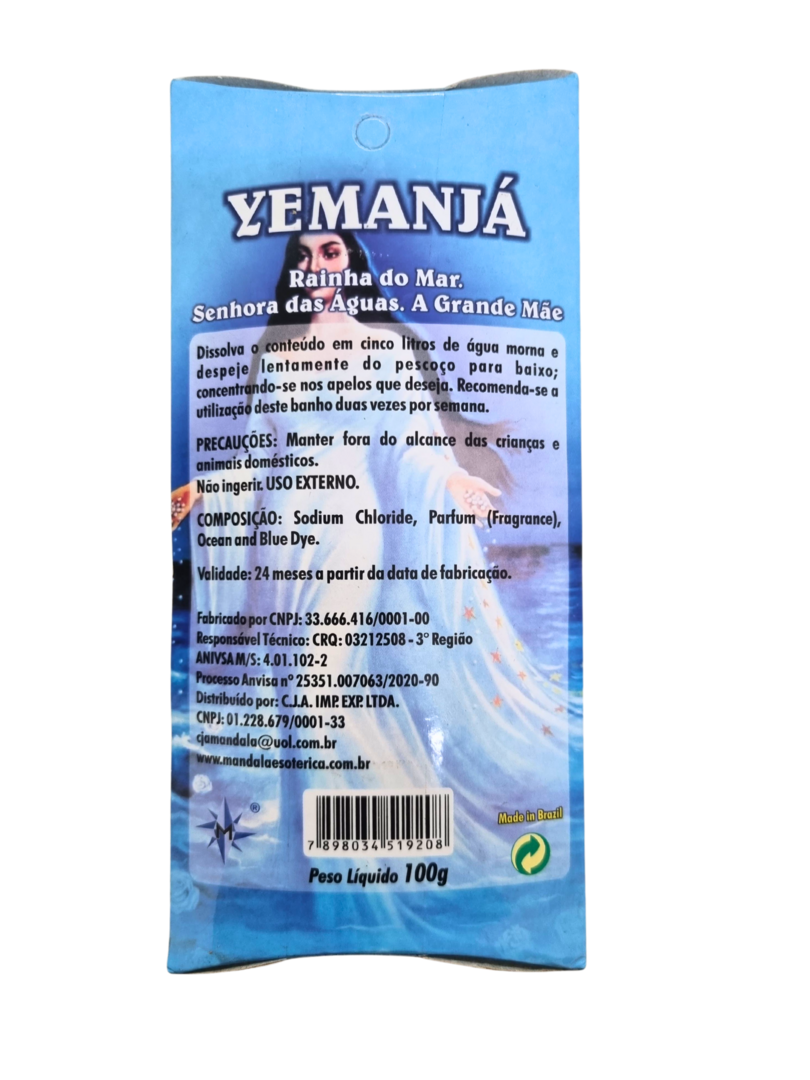 YEMANJÁ
Rainha do Mar.
Senhora das Águas. A Grande Mãe
Dissolva o conteúdo em cinco litros de água morna e
despeje lentamente do pescoço para baixo;
concentrando-se nos apelos que deseja. Recomenda-se a
utilização deste banho duas vezes por semana.
PRECAUÇÕES: Manter fora do alcance das crianças e
animais domésticos.
Não ingerir. USO EXTERNO.
COMPOSIÇÃO: Sodium Chloride, Parfum (Fragrance),
Ocean and Blue Dye.
Validade: 24 meses a partir da data de fabricação.
Fabricado por CNPJ: 33.666.416/0001-00
Responsável Técnico: CRQ: 03212508 - 3° Região
ANIVSA M/S: 4.01.102-2
Processo Anvisa n° 25351.007063/2020-90
Distribuído por: C.J.A. IMP. EXP. LTDA.
CNPJ: 01.228.679/0001-33
cjamandala@uol.com.br
www.mandalaesoterica.com.br
M ®
7 898034 519208
Made in Brazil
Peso Líquido 100g